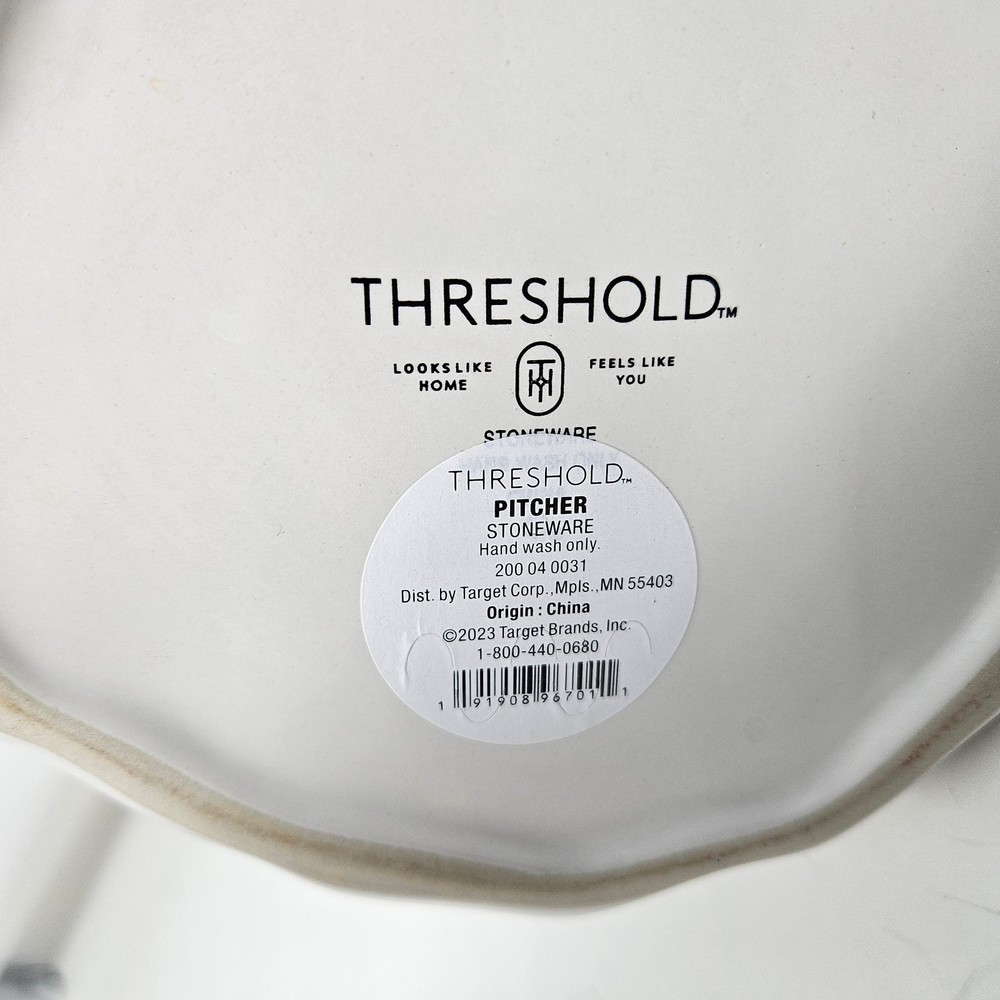 THRESHOLD™
LOOKS LIKE HOME
FEELS LIKE YOU
STONEWARE
THRESHOLD™
PITCHER
STONEWARE
Hand wash only.
200 04 0031
Dist. by Target Corp.,Mpls.,MN 55403
Origin : China
©2023 Target Brands, Inc.
1-800-440-0680
1 91908 96701 1